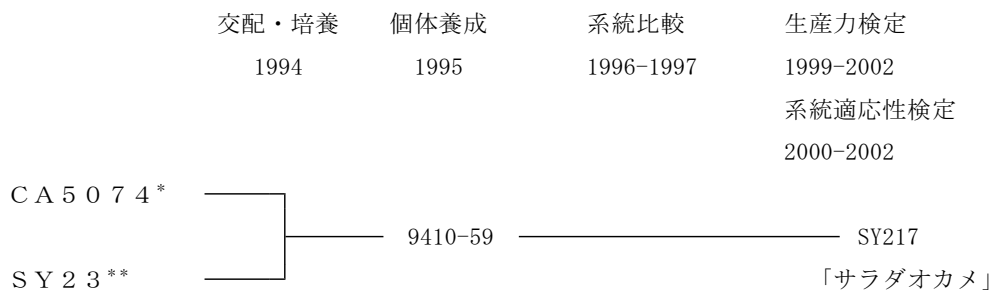 交配・培養 個体養成 系統比較 生産力検定
1994 1995 1996-1997 1999-2002
系統適応性検定
2000-2002
ＣＡ５０７４*
9410-59 SY217
ＳＹ２３** 「サラダオカメ」